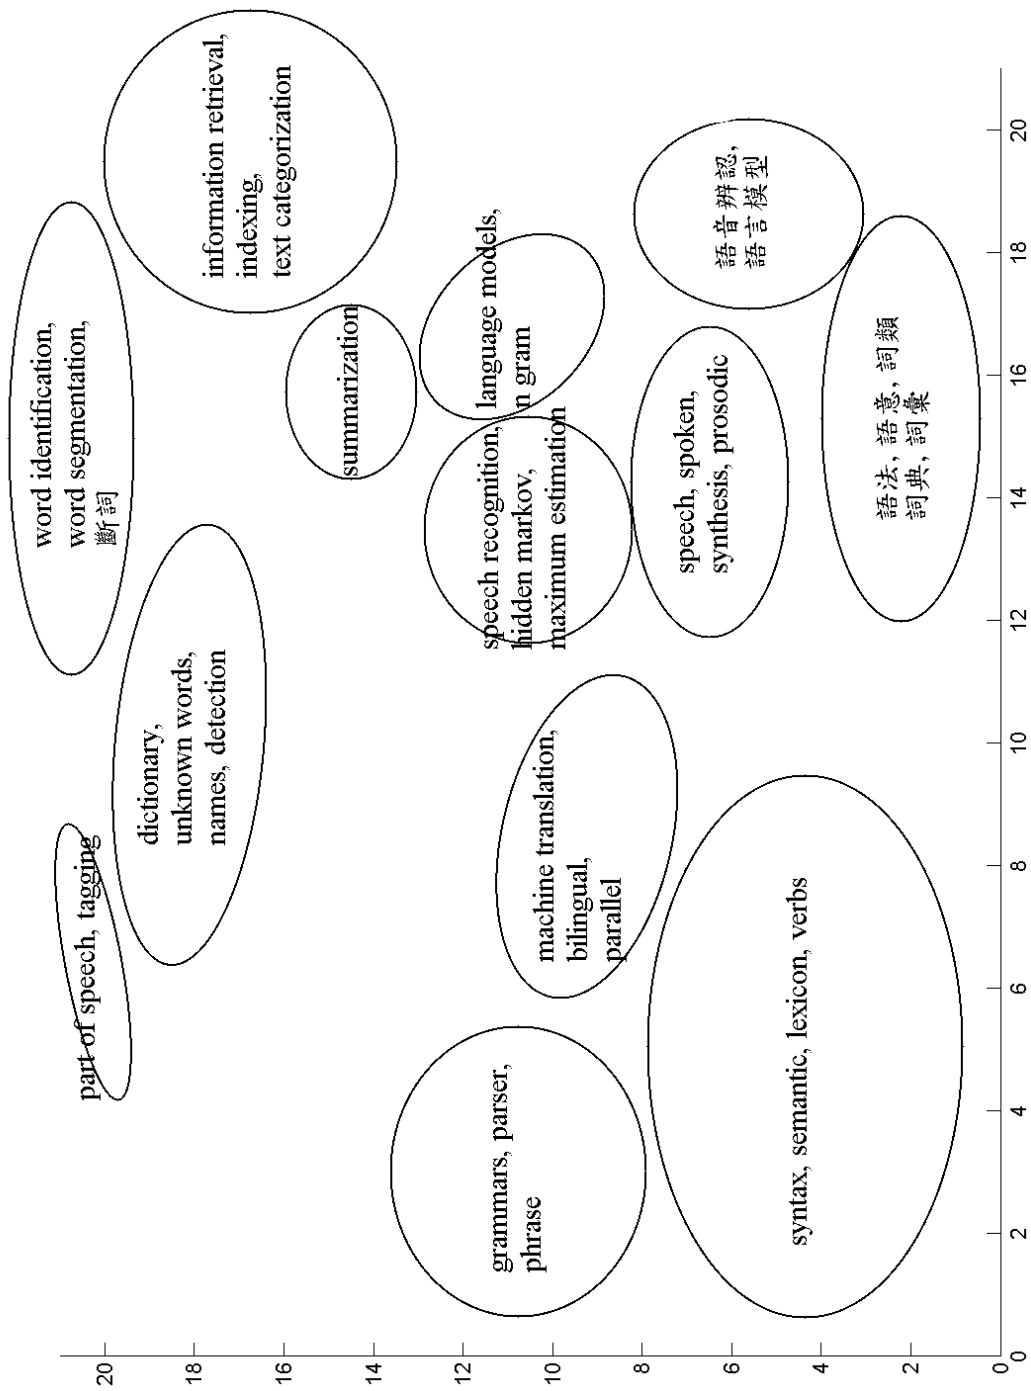 part of speech, tagging
word identification,
word segmentation,
斷詞
dictionary,
unknown words,
names, detection
information retrieval,
indexing,
text categorization
summarization
language models,
n gram
speech recognition,
hidden markov,
maximum estimation
grammars, parser,
phrase
machine translation,
bilingual,
parallel
speech, spoken,
synthesis, prosodic
語音辨認,
語言模型
syntax, semantic, lexicon, verbs
語法, 語意, 詞類
詞典, 詞彙
20
18
16
14
12
10
8
6
4
2
0
0
2
4
6
8
10
12
14
16
18
20